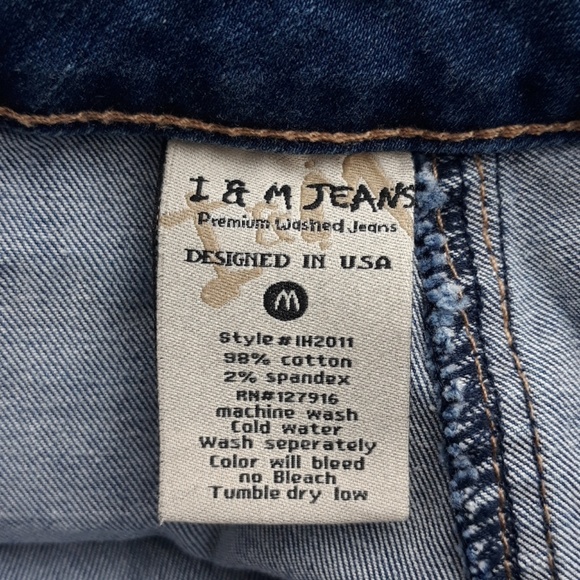 I & M JEANS
Premium Washed Jeans
DESIGNED IN USA
M
Style#IH2011
98% cotton
2% spandex
RN#127916
machine wash
Cold water
Wash seperately
Color will bleed
no Bleach
Tumble dry low